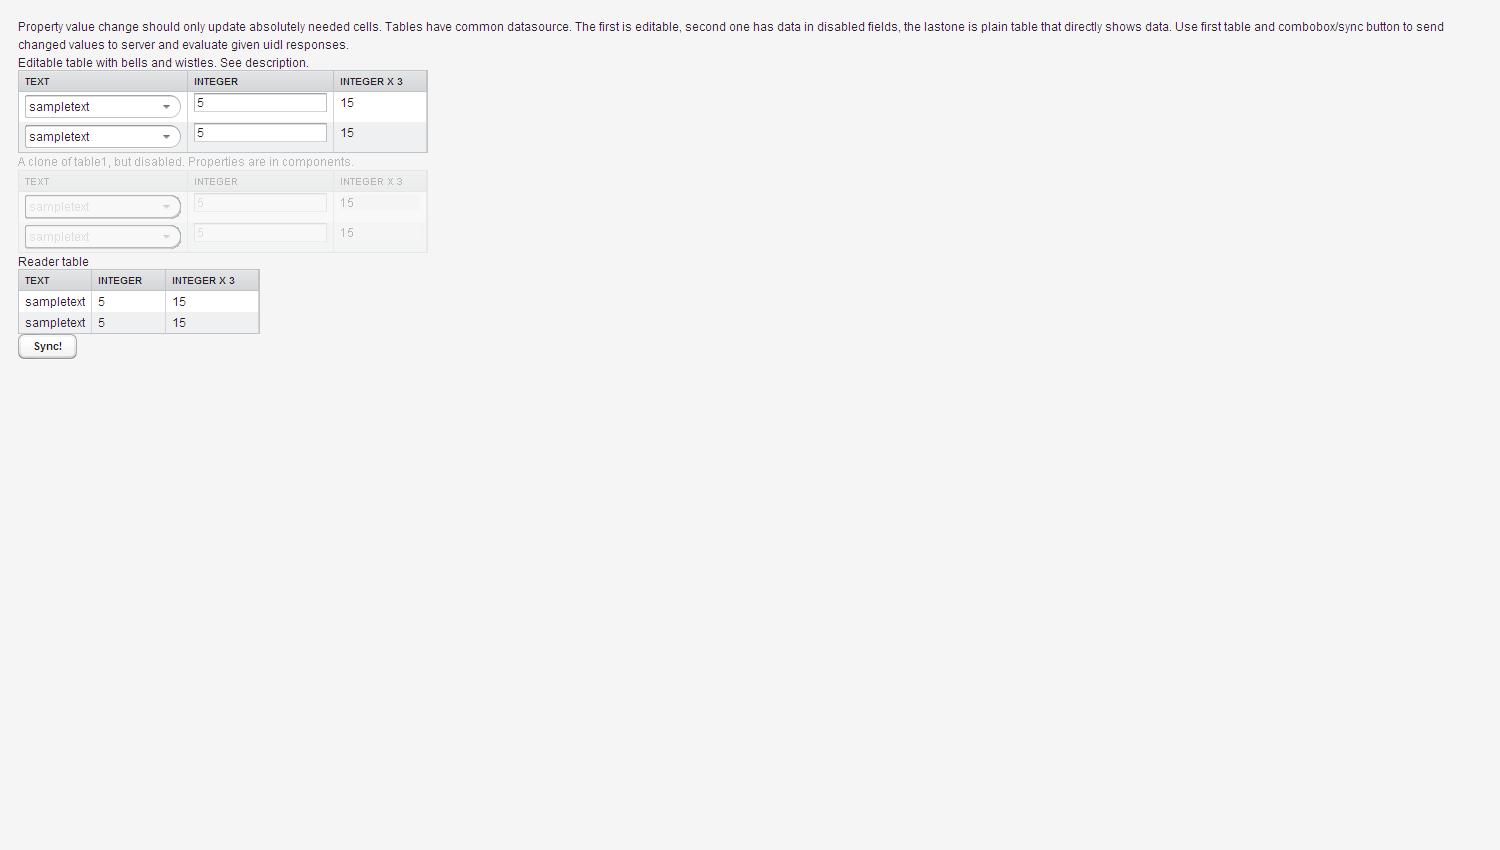 Property value change should only update absolutely needed cells. Tables have common datasource. The first is editable, second one has data in disabled fields, the lastone is plain table that directly shows data. Use first table and combobox/sync button to send
changed values to server and evaluate given uidl responses.
Editable table with bells and wistles. See description.
TEXT INTEGER INTEGER X 3
sampletext 5 15
sampletext 5 15
A clone of table1, but disabled. Properties are in components.
TEXT INTEGER INTEGER X 3
sampletext 5 15
sampletext 5 15
Reader table
TEXT INTEGER INTEGER X 3
sampletext 5 15
sampletext 5 15
Sync!